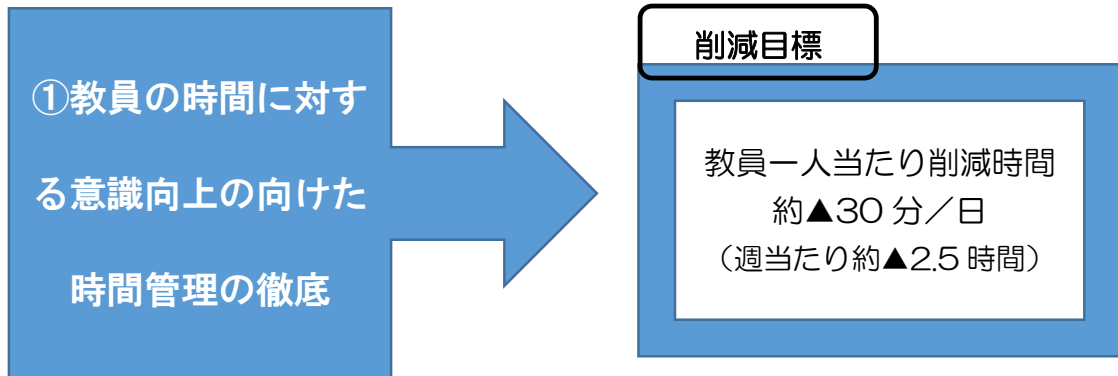 ①教員の時間に対す
る意識向上の向けた
時間管理の徹底
削減目標
教員一人当たり削減時間
約▲30分／日
（週当たり約▲2.5時間）